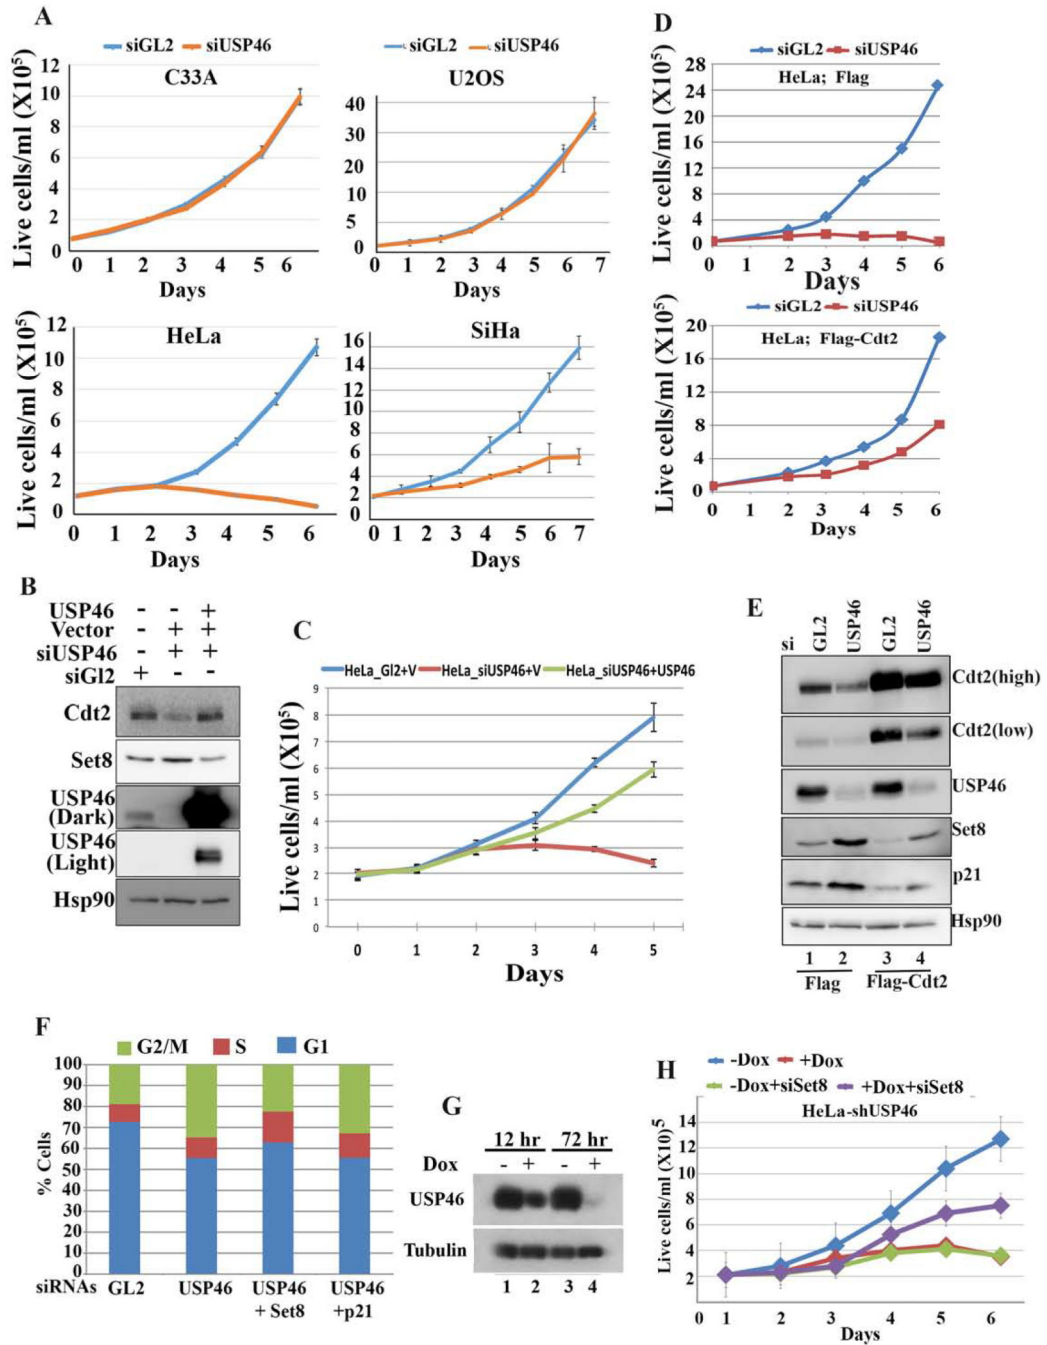 A
siGL2 siUSP46
C33A
Live cells/ml (X10⁵)
12
10
8
6
4
2
0
0 1 2 3 4 5 6
Days
siGL2 siUSP46
U2OS
40
30
20
10
0
0 1 2 3 4 5 6 7
Days
HeLa
Live cells/ml (X10⁵)
12
10
8
6
4
2
0
0 1 2 3 4 5 6
Days
SiHa
16
14
12
10
8
6
4
2
0
0 1 2 3 4 5 6 7
Days
D
siGL2 siUSP46
HeLa; Flag
Live cells/ml (X10⁵)
28
24
20
16
12
8
4
0
0 1 2 3 4 5 6
Days
siGL2 siUSP46
HeLa; Flag-Cdt2
Live cells/ml (X10⁵)
20
16
12
8
4
0
0 1 2 3 4 5 6
Days
B
USP46 - - +
Vector - + +
siUSP46 - + +
siGl2 + - -
Cdt2
Set8
USP46
(Dark)
USP46
(Light)
Hsp90
C
HeLa_Gl2+V HeLa_siUSP46+V HeLa_siUSP46+USP46
Live cells/ml (X10⁵)
9
8
7
6
5
4
3
2
1
0
0 1 2 3 4 5
Days
E
si GL2 USP46 GL2 USP46
Cdt2(high)
Cdt2(low)
USP46
Set8
p21
Hsp90
1 2 3 4
Flag Flag-Cdt2
F
G2/M S G1
% Cells
100
90
80
70
60
50
40
30
20
10
0
siRNAs GL2 USP46 USP46 USP46
+ Set8 +p21
G
12 hr 72 hr
Dox - + - +
USP46
Tubulin
1 2 3 4
H
-Dox +Dox
-Dox+siSet8 +Dox+siSet8
HeLa-shUSP46
Live cells/ml (X10)⁵
14
12
10
8
6
4
2
0 1 2 3 4 5 6
Days